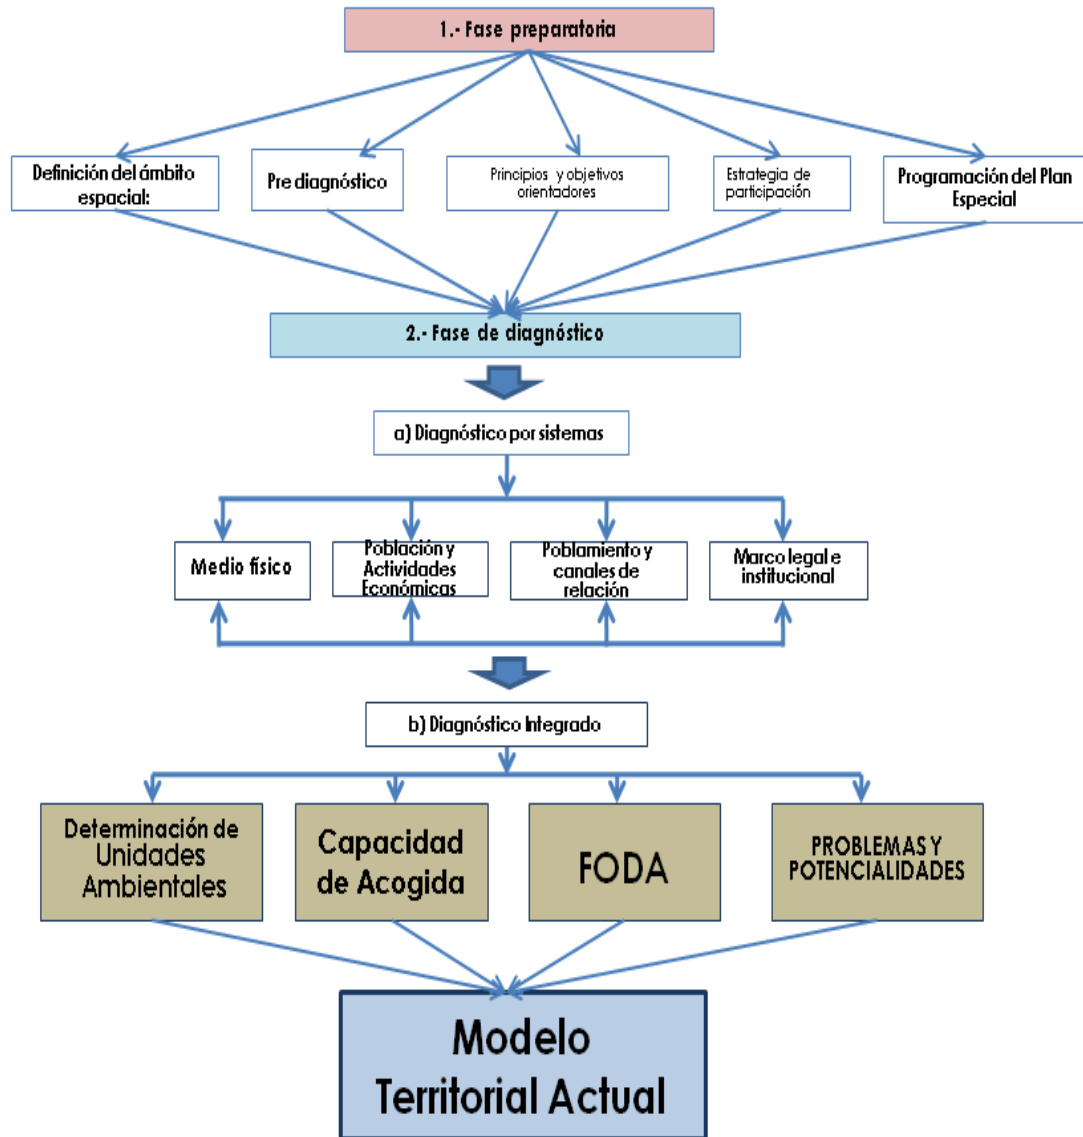 1.- Fase preparatoria
Definición del ámbito
espacial:
Pre diagnóstico
Principios y objetivos
orientadores
Estrategia de
participación
Programación del Plan
Especial
2.- Fase de diagnóstico
a) Diagnóstico por sistemas
Medio físico
Población y
Actividades
Económicas
Poblamiento y
canales de
relación
Marco legal e
institucional
b) Diagnóstico Integrado
Determinación de
Unidades
Ambientales
Capacidad
de Acogida
FODA
PROBLEMAS Y
POTENCIALIDADES
Modelo
Territorial Actual